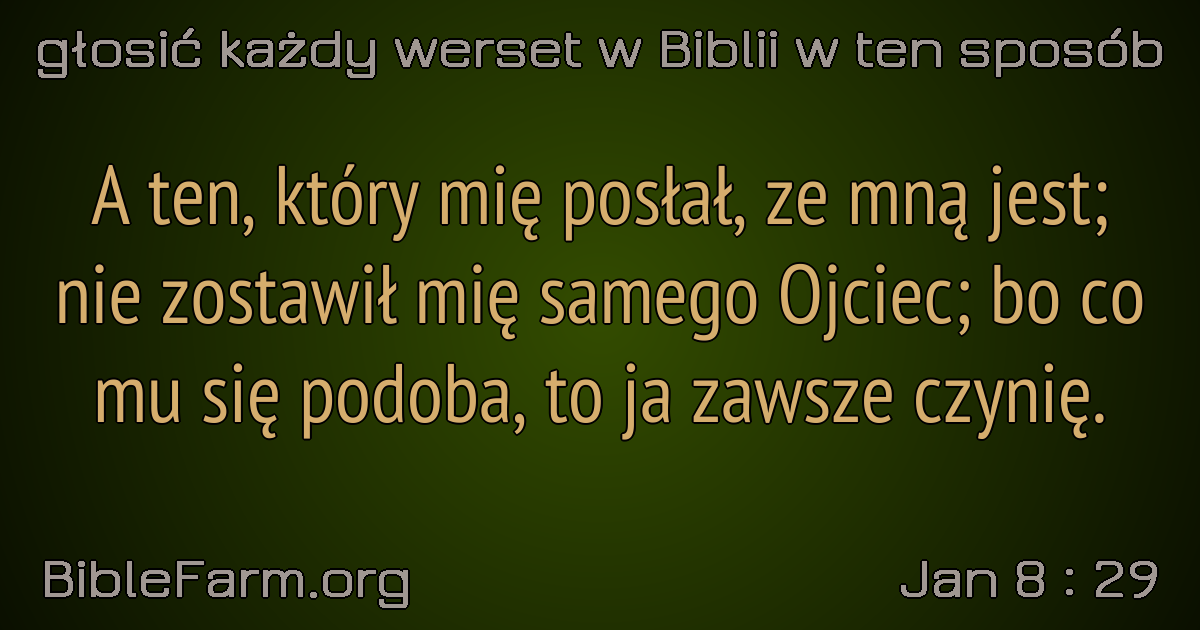 głosić każdy werset w Biblii w ten sposób
A ten, który mię posłał, ze mną jest;
nie zostawił mię samego Ojciec; bo co
mu się podoba, to ja zawsze czynię.
BibleFarm.org
Jan 8 : 29